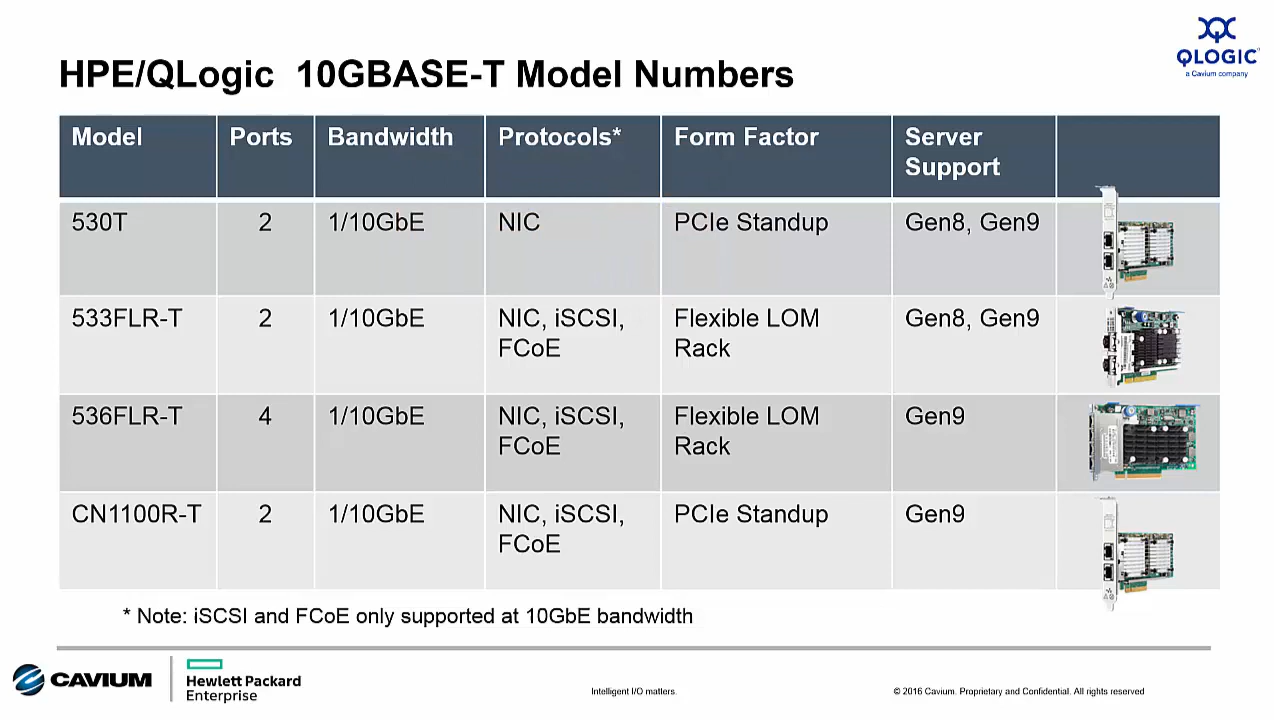 QLOGIC
a Cavium company
HPE/QLogic 10GBASE-T Model Numbers
Model Ports Bandwidth Protocols* Form Factor Server Support
530T 2 1/10GbE NIC PCIe Standup Gen8, Gen9
533FLR-T 2 1/10GbE NIC, iSCSI, FCoE Flexible LOM Rack Gen8, Gen9
536FLR-T 4 1/10GbE NIC, iSCSI, FCoE Flexible LOM Rack Gen9
CN1100R-T 2 1/10GbE NIC, iSCSI, FCoE PCIe Standup Gen9
* Note: iSCSI and FCoE only supported at 10GbE bandwidth
CAVIUM
Hewlett Packard
Enterprise
Intelligent I/O matters.
© 2016 Cavium. Proprietary and Confidential. All rights reserved